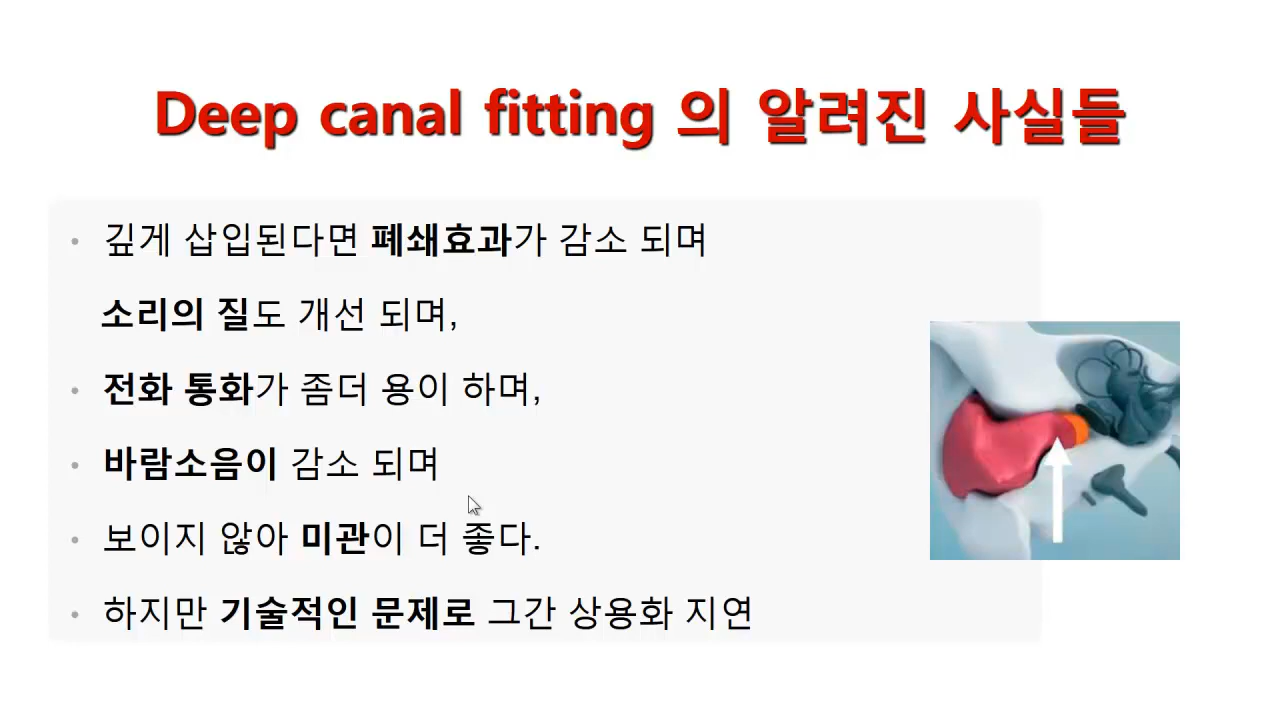 Deep canal fitting 의 알려진 사실들
• 깊게 삽입된다면 폐쇄효과가 감소 되며
소리의 질도 개선 되며,
• 전화 통화가 좀더 용이 하며,
• 바람소음이 감소 되며
• 보이지 않아 미관이 더 좋다.
• 하지만 기술적인 문제로 그간 상용화 지연